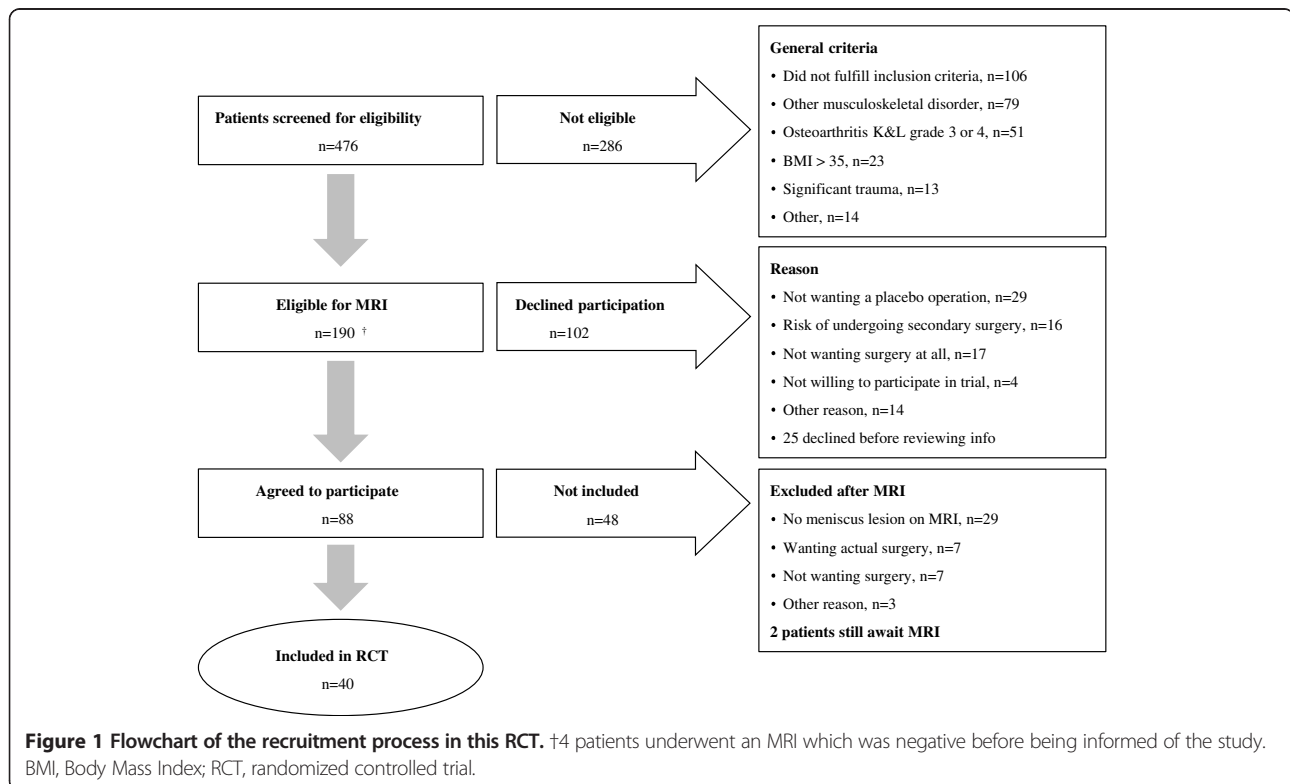 Patients screened for eligibility
n=476
Not eligible
n=286
General criteria
• Did not fulfill inclusion criteria, n=106
• Other musculoskeletal disorder, n=79
• Osteoarthritis K&L grade 3 or 4, n=51
• BMI > 35, n=23
• Significant trauma, n=13
• Other, n=14
Eligible for MRI
n=190 †
Declined participation
n=102
Reason
• Not wanting a placebo operation, n=29
• Risk of undergoing secondary surgery, n=16
• Not wanting surgery at all, n=17
• Not willing to participate in trial, n=4
• Other reason, n=14
• 25 declined before reviewing info
Agreed to participate
n=88
Not included
n=48
Excluded after MRI
• No meniscus lesion on MRI, n=29
• Wanting actual surgery, n=7
• Not wanting surgery, n=7
• Other reason, n=3
2 patients still await MRI
Included in RCT
n=40
Figure 1 Flowchart of the recruitment process in this RCT. †4 patients underwent an MRI which was negative before being informed of the study.
BMI, Body Mass Index; RCT, randomized controlled trial.